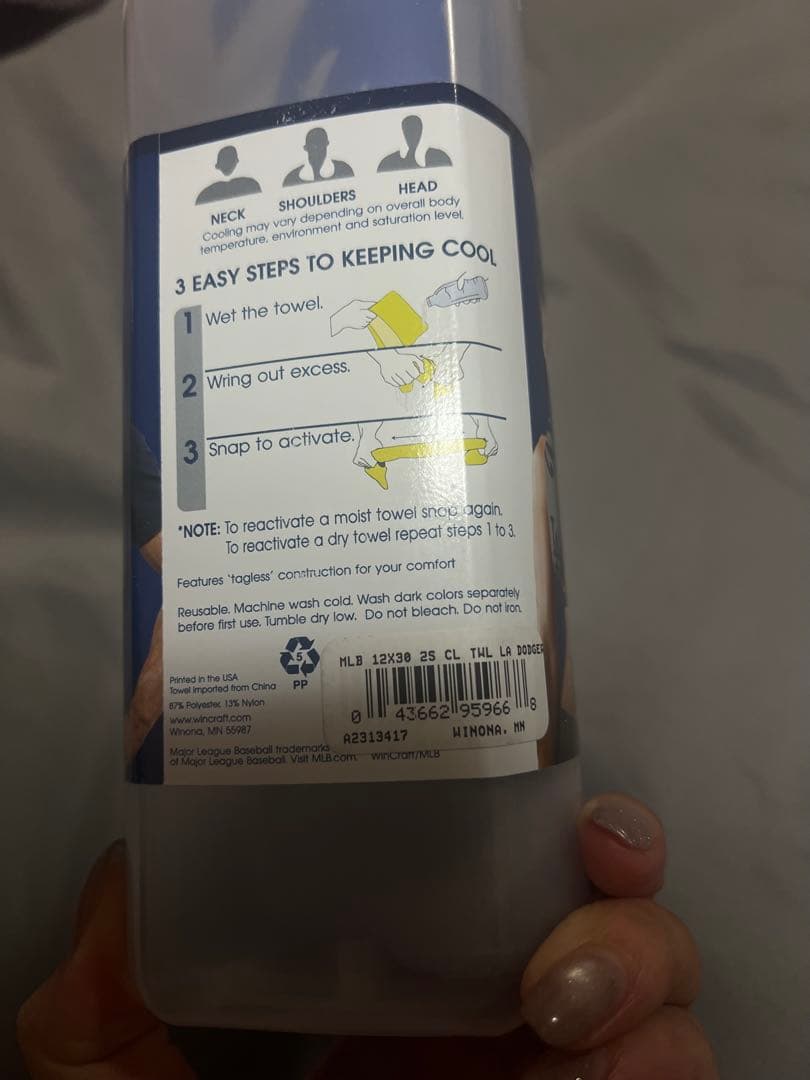 NECK
SHOULDERS
HEAD
Cooling may vary depending on overall body
temperature, environment and saturation level.
3 EASY STEPS TO KEEPING COOL
1 Wet the towel.
2 Wring out excess.
3 Snap to activate.
*NOTE: To reactivate a moist towel snap again.
To reactivate a dry towel repeat steps 1 to 3.
Features 'tagless' construction for your comfort
Reusable. Machine wash cold. Wash dark colors separately
before first use. Tumble dry low. Do not bleach. Do not iron.
Printed in the USA
Towel imported from China
87% Polyester, 13% Nylon
www.wincraft.com
Winona, MN 55987
Major League Baseball trademarks
of Major League Baseball. Visit MLB.com.
WinCraft/MLB
5
PP
MLB 12X30 2S CL TWL LA DODGER
0 43662 95966 8
A2313417 WINONA, MN